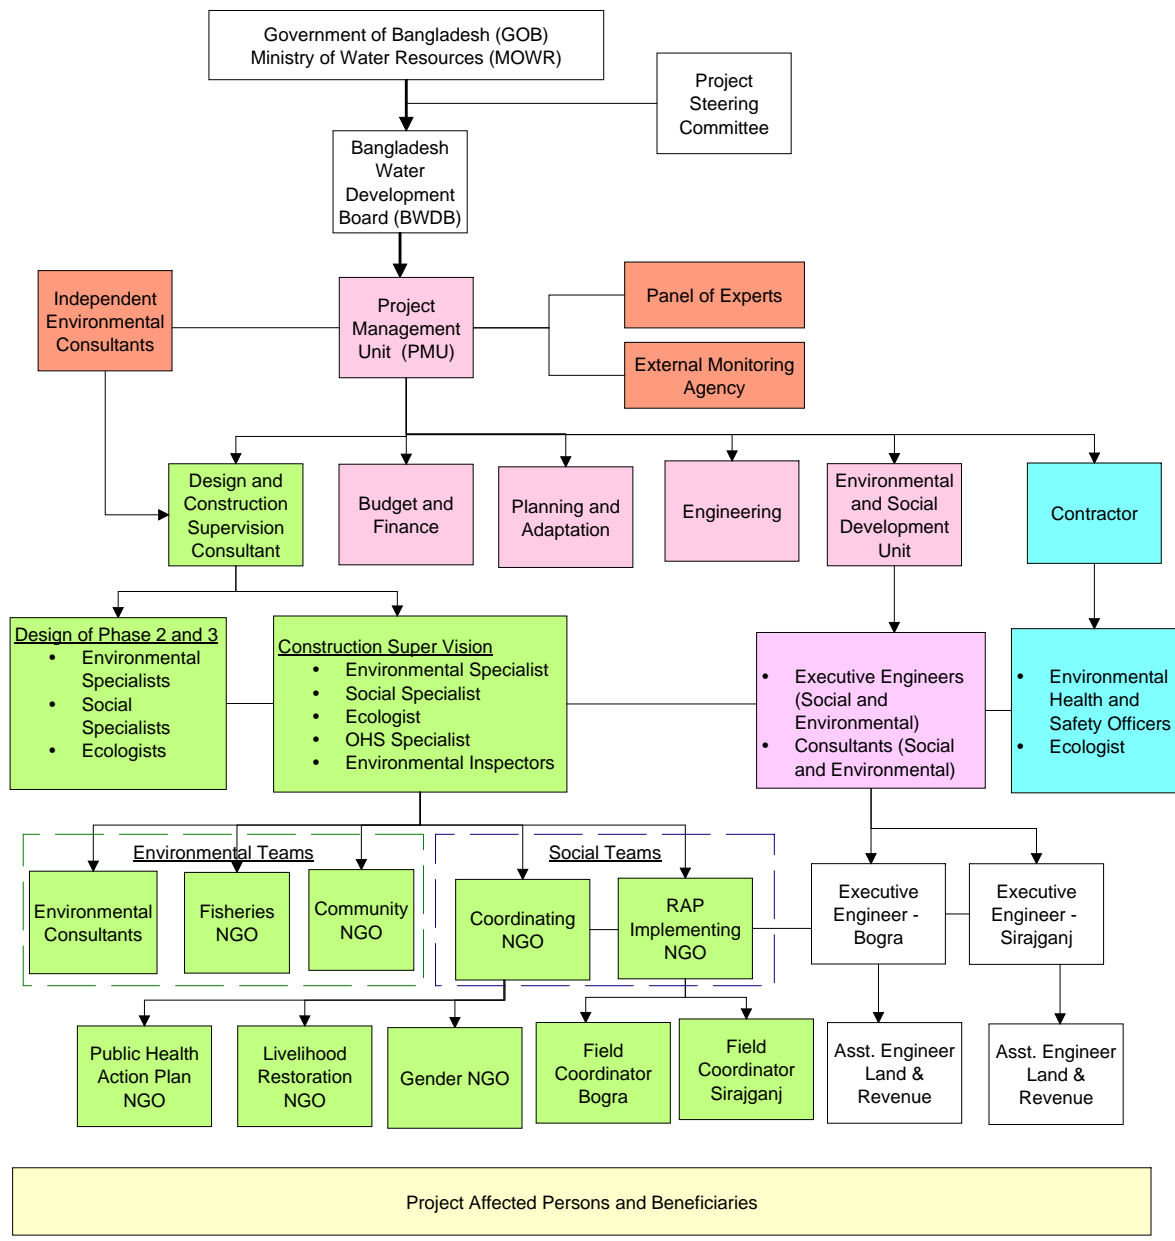 Government of Bangladesh (GOB)
Ministry of Water Resources (MOWR)
Project
Steering
Committee
Bangladesh
Water
Development
Board (BWDB)
Independent
Environmental
Consultants
Project
Management
Unit (PMU)
Panel of Experts
External Monitoring
Agency
Design and
Construction
Supervision
Consultant
Budget and
Finance
Planning and
Adaptation
Engineering
Environmental
and Social
Development
Unit
Contractor
Design of Phase 2 and 3
• Environmental
Specialists
• Social
Specialists
• Ecologists
Construction Super Vision
• Environmental Specialist
• Social Specialist
• Ecologist
• OHS Specialist
• Environmental Inspectors
• Executive Engineers
(Social and
Environmental)
• Consultants (Social
and Environmental)
• Environmental
Health and
Safety Officers
• Ecologist
Environmental Teams
Environmental
Consultants
Fisheries
NGO
Community
NGO
Social Teams
Coordinating
NGO
RAP
Implementing
NGO
Executive
Engineer -
Bogra
Executive
Engineer -
Sirajganj
Public Health
Action Plan
NGO
Livelihood
Restoration
NGO
Gender NGO
Field
Coordinator
Bogra
Field
Coordinator
Sirajganj
Asst. Engineer
Land &
Revenue
Asst. Engineer
Land &
Revenue
Project Affected Persons and Beneficiaries